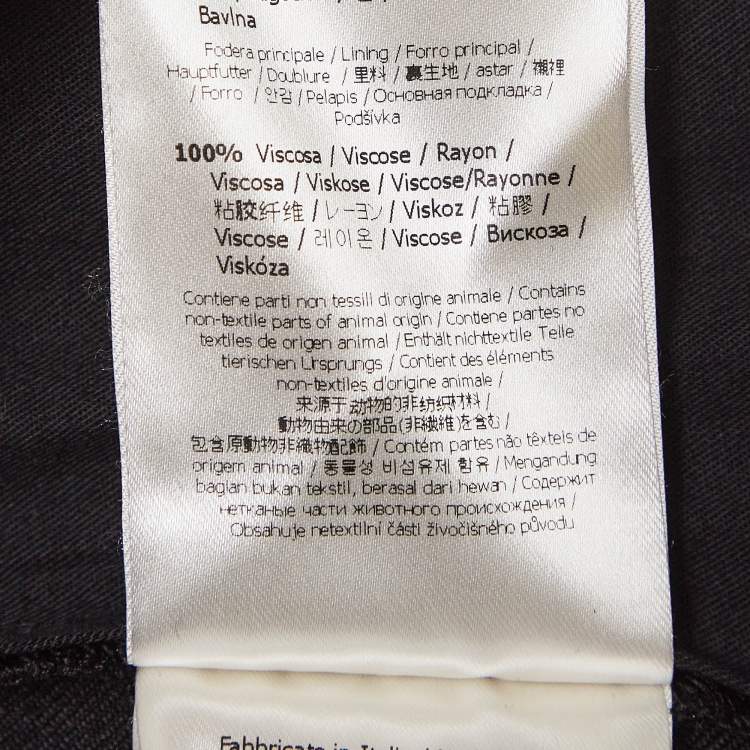 Bavlna
Fodera principale / Lining / Forro principal /
Hauptfutter / Doublure / 里料 / 裏生地 / astar / 襯裡
/ Forro / 안감 / Pelapis / Основная подкладка /
Podšívka
100% Viscosa / Viscose / Rayon /
Viscosa / Viskose / Viscose/Rayonne /
粘胶纤维 / レーヨン / Viskoz / 粘膠 /
Viscose / 레이온 / Viscose / Вискоза /
Viskóza
Contiene parti non tessili di origine animale / Contains
non-textile parts of animal origin / Contiene partes no
textiles de origen animal / Enthält nichttextile Teile
tierischen Ursprungs / Contient des éléments
non-textiles d'origine animale /
来源于动物的非纺织材料 /
動物由来の部品(非繊維)を含む /
包含原動物非織物配飾 / Contém partes não têxteis de
origem animal / 동물성 비섬유제 함유 / Mengandung
bagian bukan tekstil, berasal dari hewan / Содержит
нетканые части животного происхождения /
Obsahuje netextilní části živočišného původu
Fabbricato in